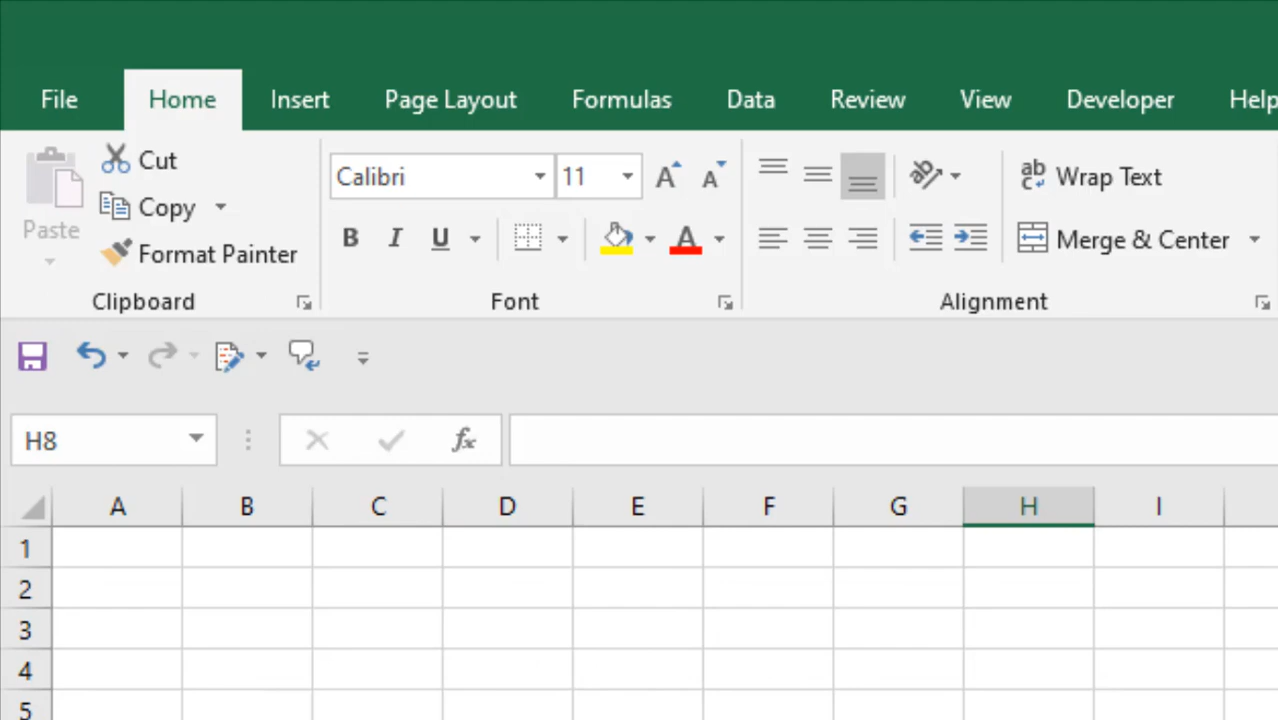 File Home Insert Page Layout Formulas Data Review View Developer Help
Cut
Calibri 11 A A ab Wrap Text
Copy
Paste
B I U A Merge & Center
Format Painter
Clipboard Font Alignment
H8 fx
A B C D E F G H I
1
2
3
4
5